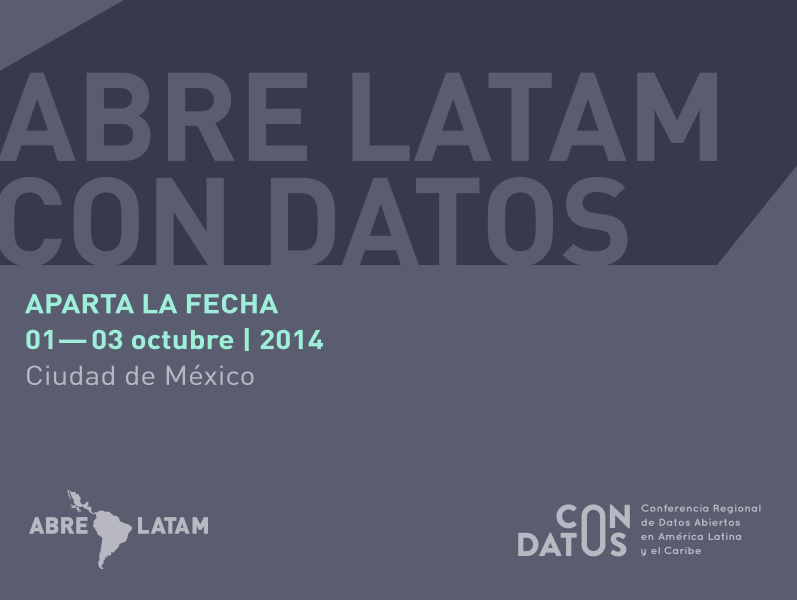 ABRE LATAM
CON DATOS
APARTA LA FECHA
01—03 octubre | 2014
Ciudad de México
ABRE LATAM
CON
DATOS
Conferencia Regional
de Datos Abiertos
en América Latina
y el Caribe